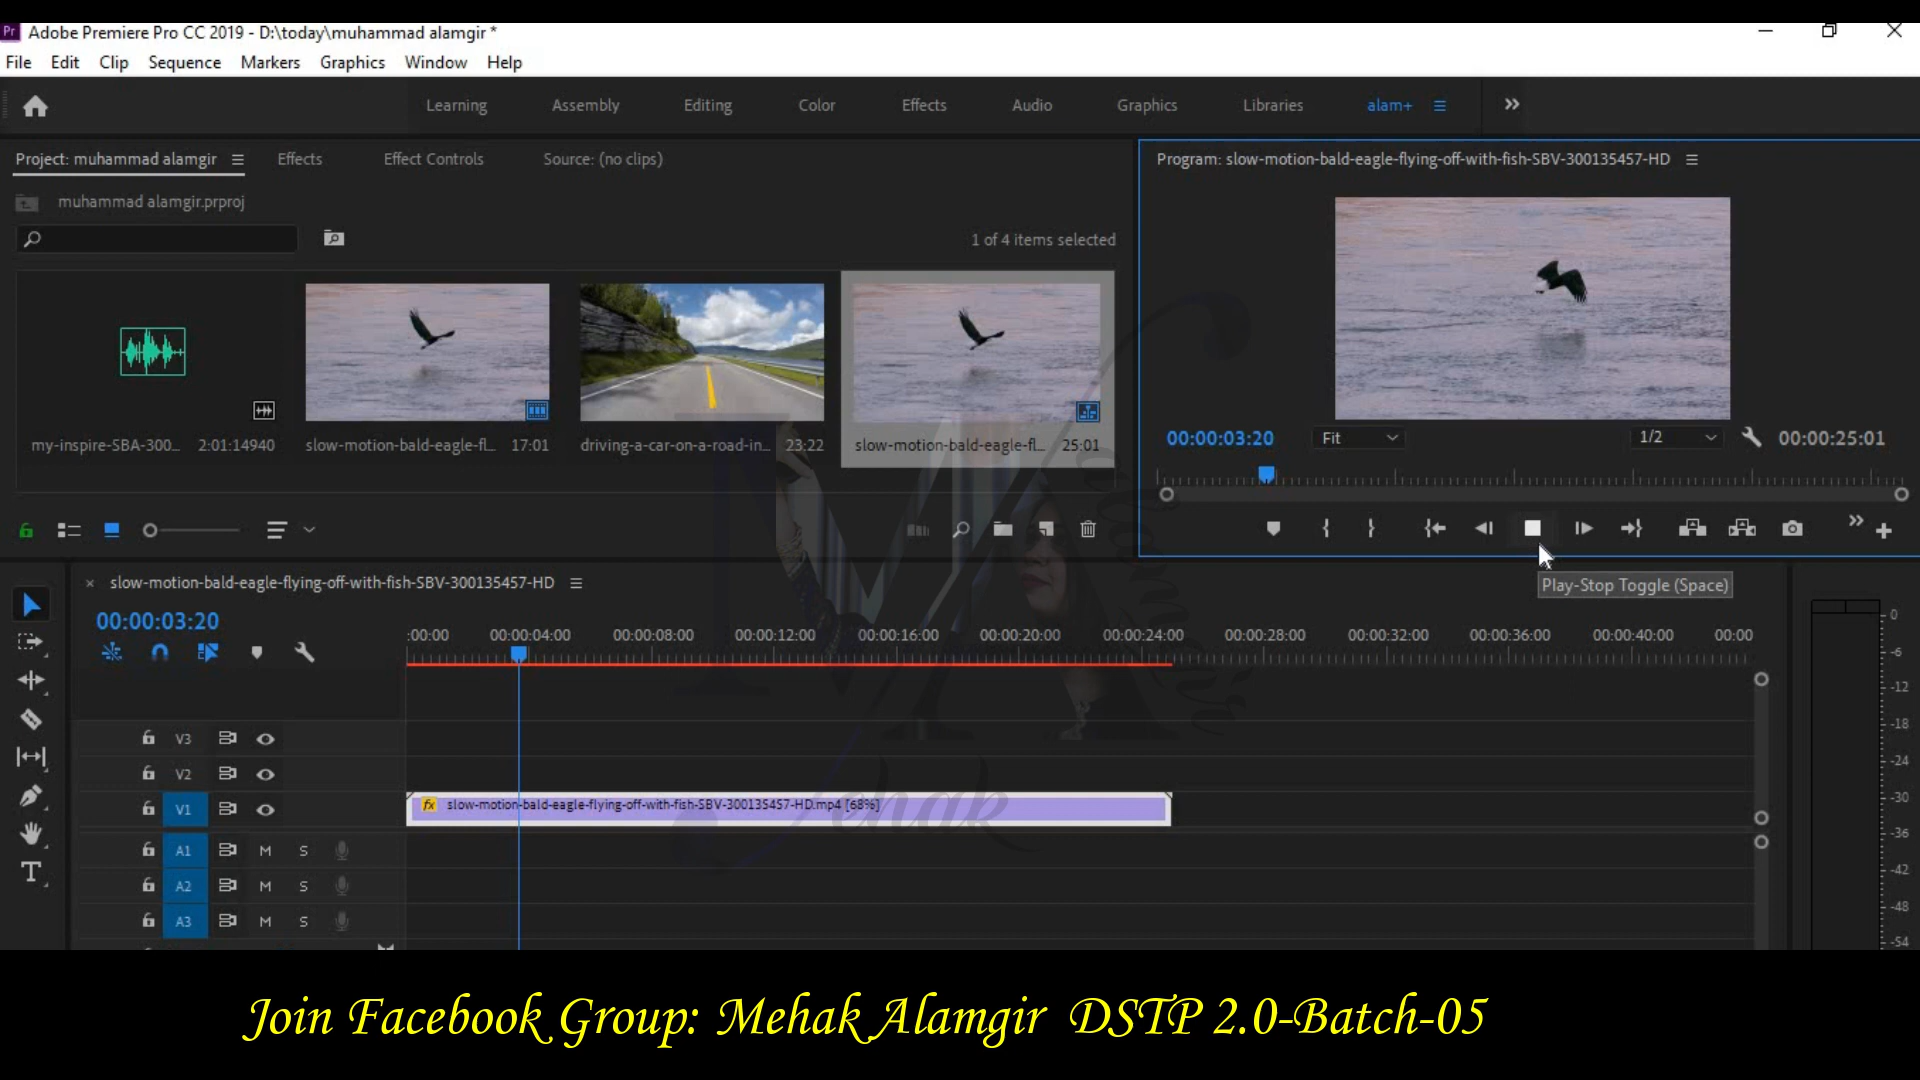 Pr Adobe Premiere Pro CC 2019 - D:\today\muhammad alamgir *
File Edit Clip Sequence Markers Graphics Window Help
Learning Assembly Editing Color Effects Audio Graphics Libraries alam+
Project: muhammad alamgir Effects Effect Controls Source: (no clips)
muhammad alamgir.prproj
1 of 4 items selected
my-inspire-SBA-300... 2:01:14940
slow-motion-bald-eagle-fl... 17:01
driving-a-car-on-a-road-in... 23:22
slow-motion-bald-eagle-fl... 25:01
Program: slow-motion-bald-eagle-flying-off-with-fish-SBV-300135457-HD
00:00:03:20 Fit 1/2 00:00:25:01
Play-Stop Toggle (Space)
× slow-motion-bald-eagle-flying-off-with-fish-SBV-300135457-HD
00:00:03:20
:00:00 00:00:04:00 00:00:08:00 00:00:12:00 00:00:16:00 00:00:20:00 00:00:24:00 00:00:28:00 00:00:32:00 00:00:36:00 00:00:40:00 00:00
V3
V2
V1
fx slow-motion-bald-eagle-flying-off-with-fish-SBV-300135457-HD.mp4 [68%]
A1 M S
A2 M S
A3 M S
T
0
-6
-12
-18
-24
-30
-36
-42
-48
-54
Mehak
Join Facebook Group: Mehak Alamgir DSTP 2.0-Batch-05